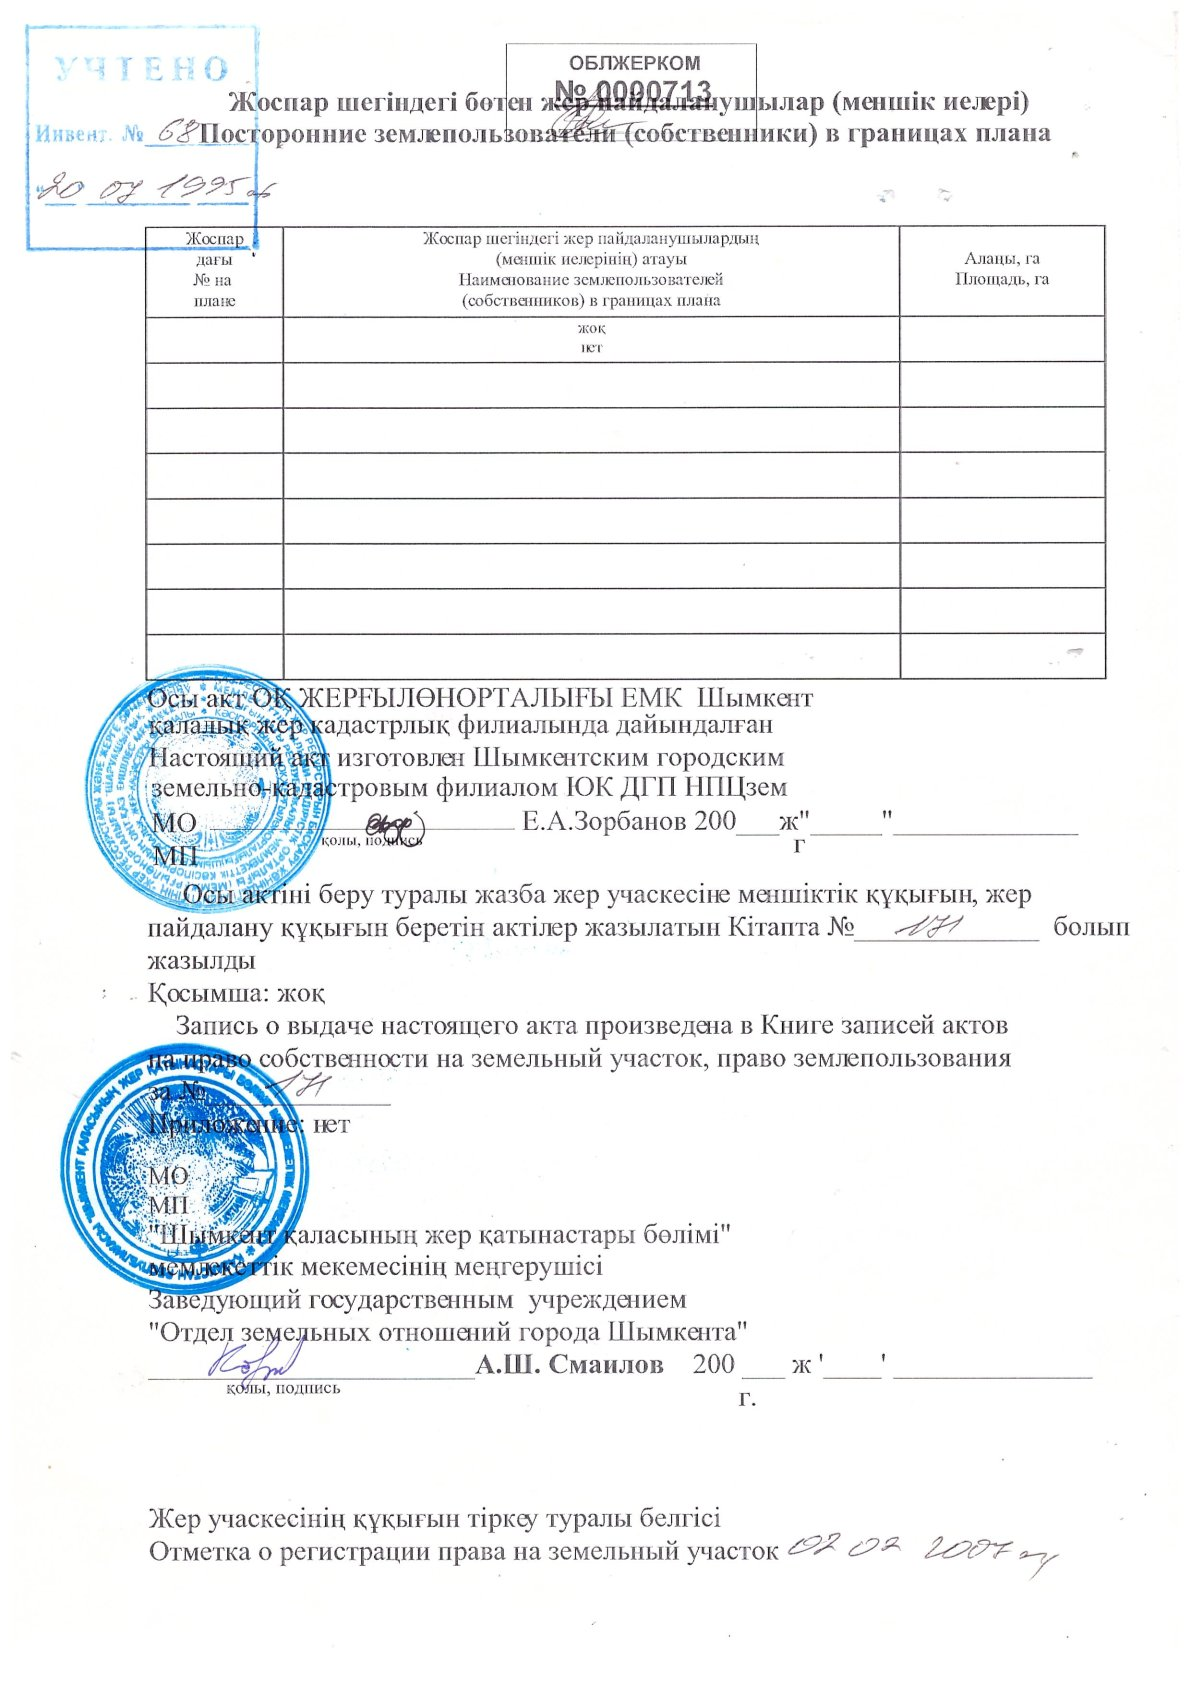 УЧТЕНО
Инвент. № 68
"20" 07 1995
ОБЛЖЕРКОМ
№ 0000713
Жоспар шегіндегі бөтен жер пайдаланушылар (меншік иелері)
Посторонние землепользователи (собственники) в границах плана
Жоспар
дағы
№ на
плане
Жоспар шегіндегі жер пайдаланушылардың
(меншік иелерінің) атауы
Наименование землепользователей
(собственников) в границах плана
Алаңы, га
Площадь, га
жоқ
нет
Осы акт ОҚ ЖЕРҒЫЛӨНОРТАЛЫҒЫ ЕМК Шымкент
қалалық жер кадастрлық филиалында дайындалған
Настоящий акт изготовлен Шымкентским городским
земельно-кадастровым филиалом ЮК ДГП НПЦзем
МО ____________ Е.А.Зорбанов 200___ж"_____"_____________
қолы, подпись г
МП
Осы актіні беру туралы жазба жер учаскесіне меншіктік құқығын, жер
пайдалану құқығын беретін актілер жазылатын Кітапта № 171 болып
жазылды
Қосымша: жоқ
Запись о выдаче настоящего акта произведена в Книге записей актов
на право собственности на земельный участок, право землепользования
за № 171
Приложение: нет
МО
МП
"Шымкент қаласының жер қатынастары бөлімі"
мемлекеттік мекемесінің меңгерушісі
Заведующий государственным учреждением
"Отдел земельных отношений города Шымкента"
____________А.Ш. Смаилов 200 ___ ж '____' ______________
қолы, подпись
г.
Жер учаскесінің құқығын тіркеу туралы белгісі
Отметка о регистрации права на земельный участок 02 02 2007